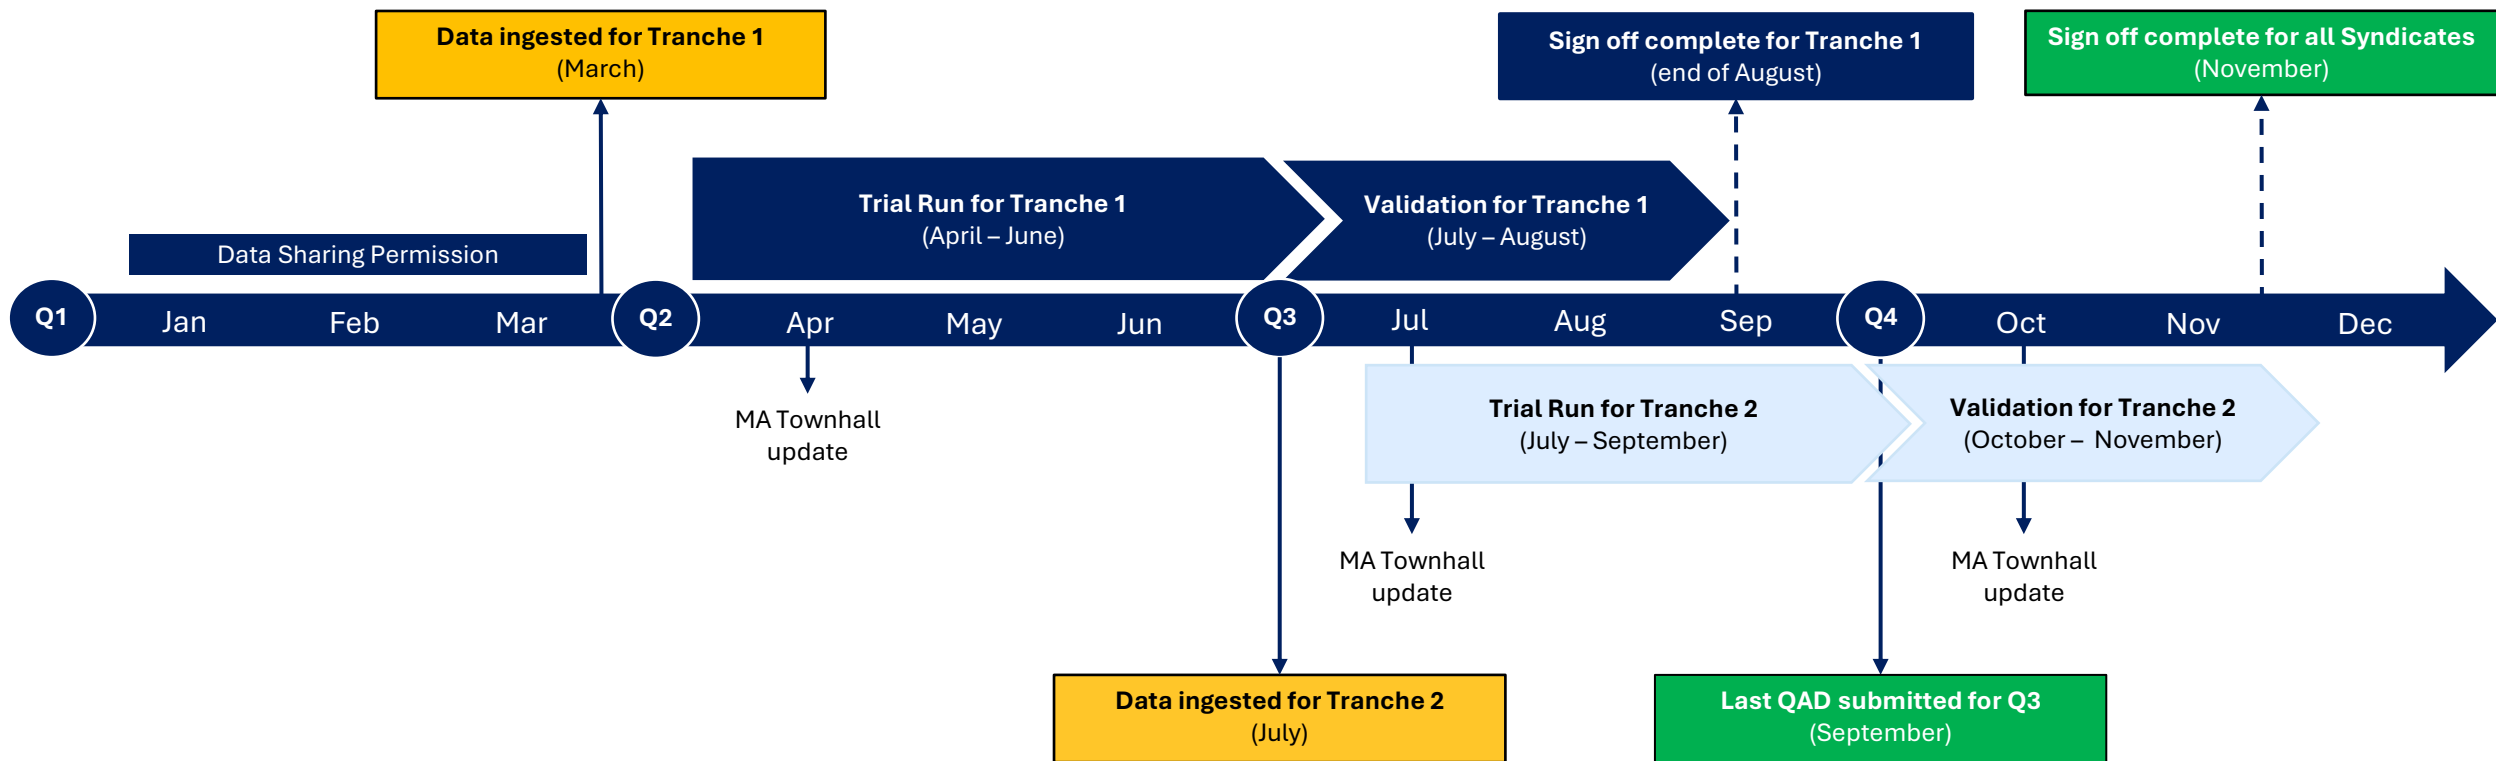 Data ingested for Tranche 1
(March)
Sign off complete for Tranche 1
(end of August)
Sign off complete for all Syndicates
(November)
Trial Run for Tranche 1
(April – June)
Validation for Tranche 1
(July – August)
Data Sharing Permission
Q1 Jan Feb Mar Q2 Apr May Jun Q3 Jul Aug Sep Q4 Oct Nov Dec
MA Townhall
update
Trial Run for Tranche 2
(July – September)
Validation for Tranche 2
(October – November)
MA Townhall
update
MA Townhall
update
Data ingested for Tranche 2
(July)
Last QAD submitted for Q3
(September)